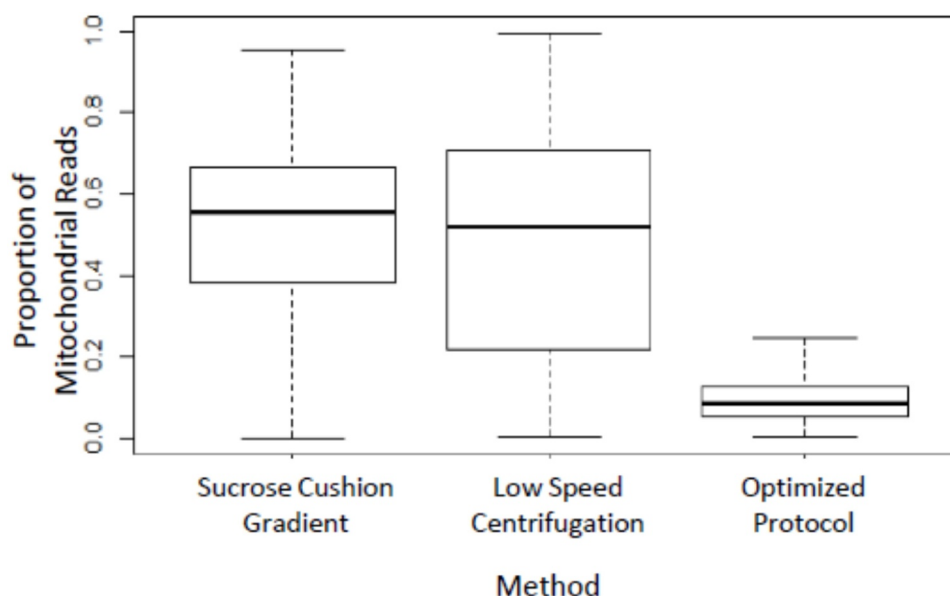 Proportion of
Mitochondrial Reads
1.0
0.8
0.6
0.4
0.2
0.0
Sucrose Cushion
Gradient
Low Speed
Centrifugation
Optimized
Protocol
Method